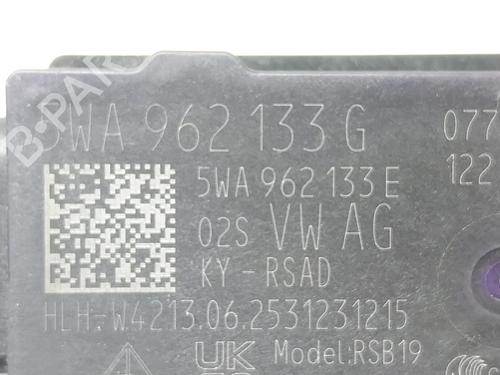 5WA 962 133 G 077
5WA 962 133 E 122
02S VW AG
KY - RSAD
HLH-W4213.06.2531231215
UK Model:RSB19
B-PARTS